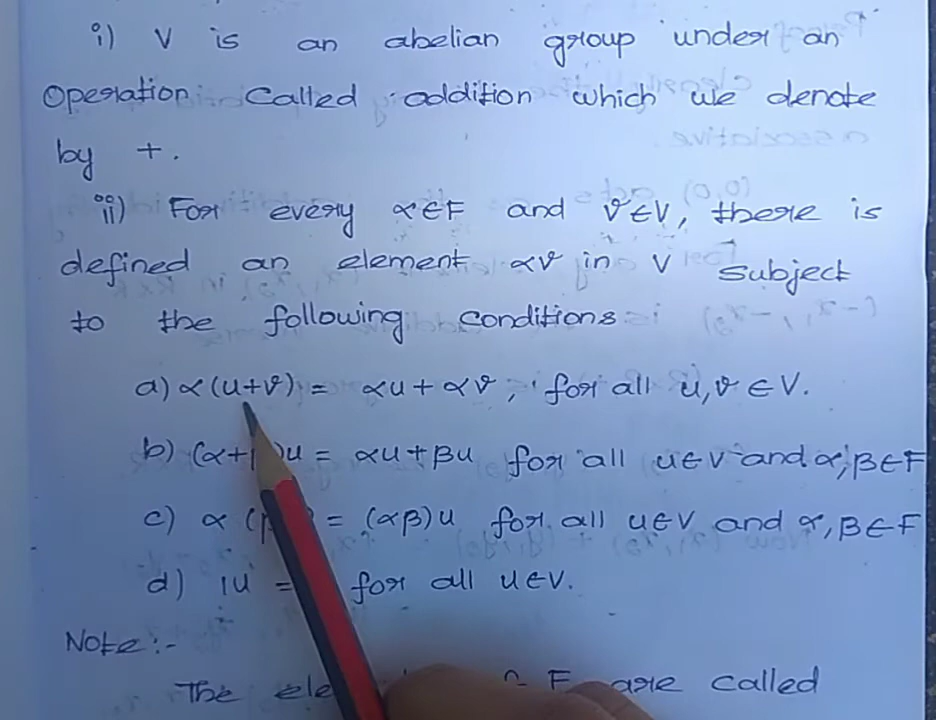 i) V is an abelian group under an
operation called addition which we denote
by +.
ii) For every α∈F and v∈V, there is
defined an element αv in V subject
to the following conditions:
a) α(u+v) = αu + αv, for all u,v ∈ V.
b) (α+ )u = αu+βu for all u∈V and α,β∈F
c) α ( = (αβ)u for all u∈V and α,β∈F
d) 1u = for all u∈V.
Note:-
The F are called